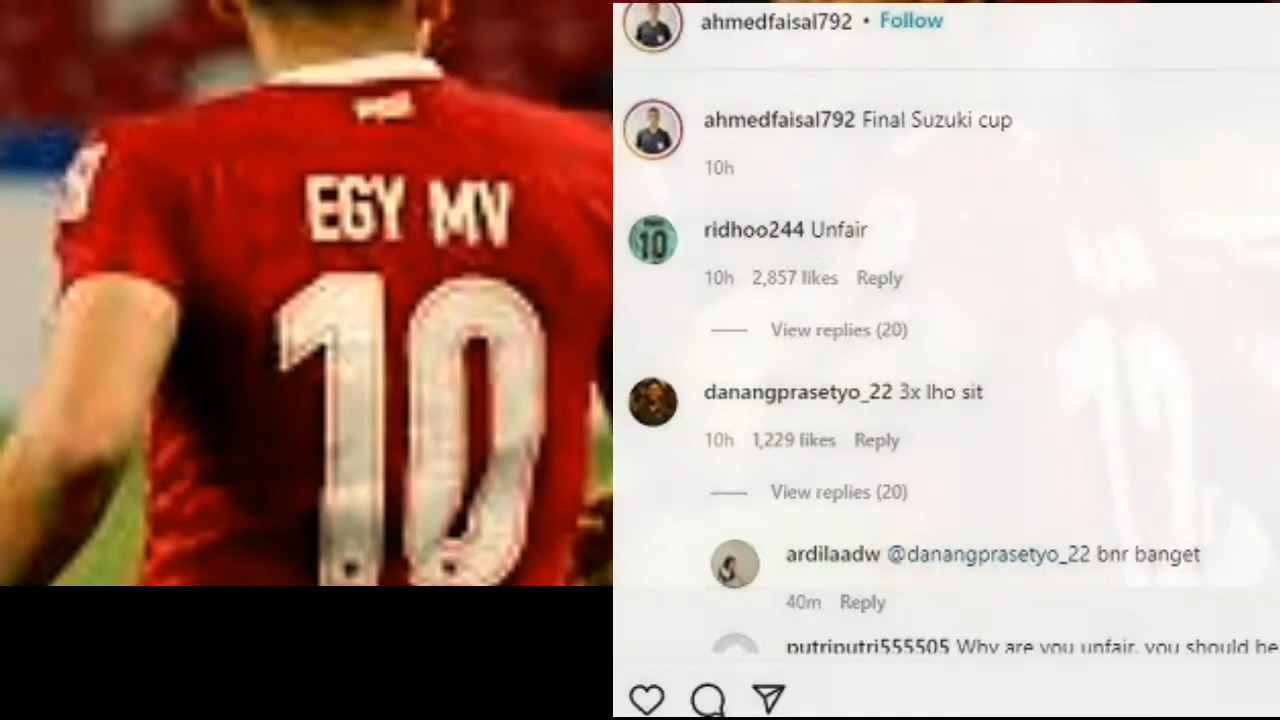 EGY MV
10
ahmedfaisal792 • Follow
ahmedfaisal792 Final Suzuki cup
10h
10
ridhoo244 Unfair
10h 2,857 likes Reply
View replies (20)
danangprasetyo_22 3x lho sit
10h 1,229 likes Reply
View replies (20)
ardilaadw @danangprasetyo_22 bnr banget
40m Reply
putriputri555505 Why are you unfair, you should be